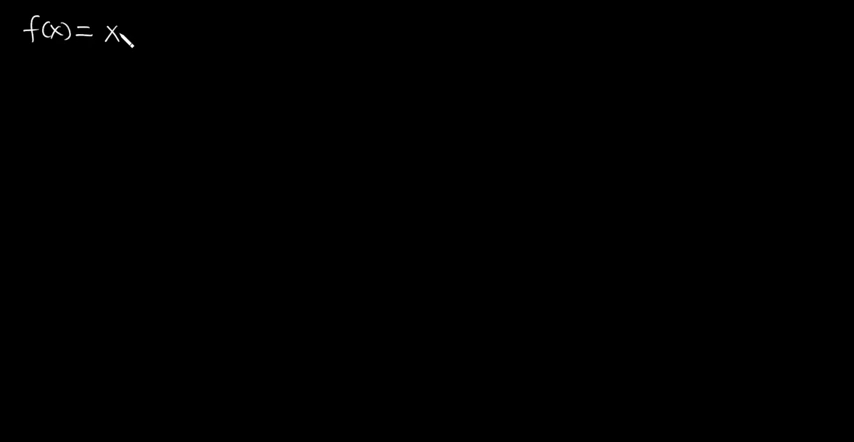 f(x) = x